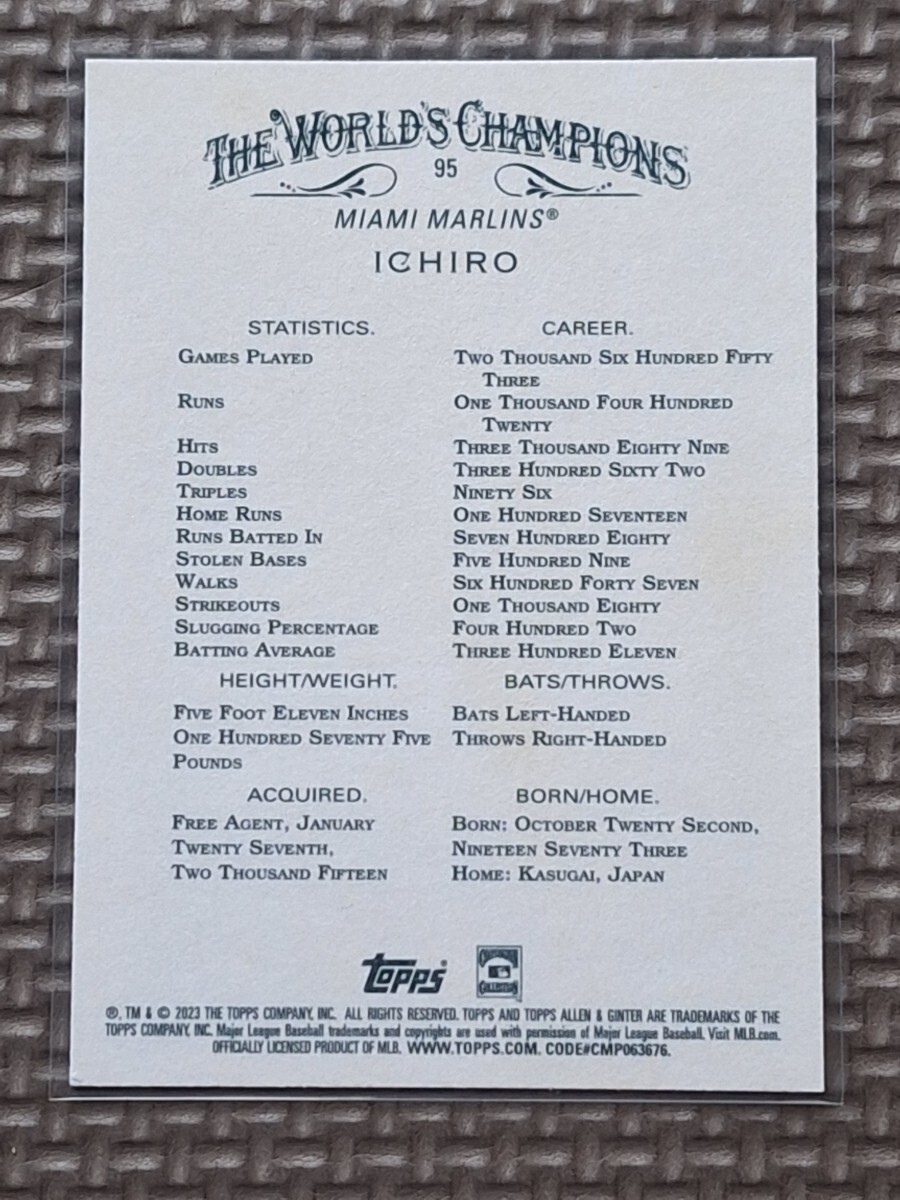 THE WORLD'S CHAMPIONS
95
MIAMI MARLINS®
ICHIRO
STATISTICS. CAREER.
GAMES PLAYED TWO THOUSAND SIX HUNDRED FIFTY
THREE
RUNS ONE THOUSAND FOUR HUNDRED
TWENTY
HITS THREE THOUSAND EIGHTY NINE
DOUBLES THREE HUNDRED SIXTY TWO
TRIPLES NINETY SIX
HOME RUNS ONE HUNDRED SEVENTEEN
RUNS BATTED IN SEVEN HUNDRED EIGHTY
STOLEN BASES FIVE HUNDRED NINE
WALKS SIX HUNDRED FORTY SEVEN
STRIKEOUTS ONE THOUSAND EIGHTY
SLUGGING PERCENTAGE FOUR HUNDRED TWO
BATTING AVERAGE THREE HUNDRED ELEVEN
HEIGHT/WEIGHT. BATS/THROWS.
FIVE FOOT ELEVEN INCHES BATS LEFT-HANDED
ONE HUNDRED SEVENTY FIVE THROWS RIGHT-HANDED
POUNDS
ACQUIRED. BORN/HOME.
FREE AGENT, JANUARY BORN: OCTOBER TWENTY SECOND,
TWENTY SEVENTH, NINETEEN SEVENTY THREE
TWO THOUSAND FIFTEEN HOME: KASUGAI, JAPAN
topps®
®, TM & © 2023 THE TOPPS COMPANY, INC. ALL RIGHTS RESERVED. TOPPS AND TOPPS ALLEN & GINTER ARE TRADEMARKS OF THE
TOPPS COMPANY, INC. Major League Baseball trademarks and copyrights are used with permission of Major League Baseball. Visit MLB.com.
OFFICIALLY LICENSED PRODUCT OF MLB. WWW.TOPPS.COM. CODE#CMP063676.